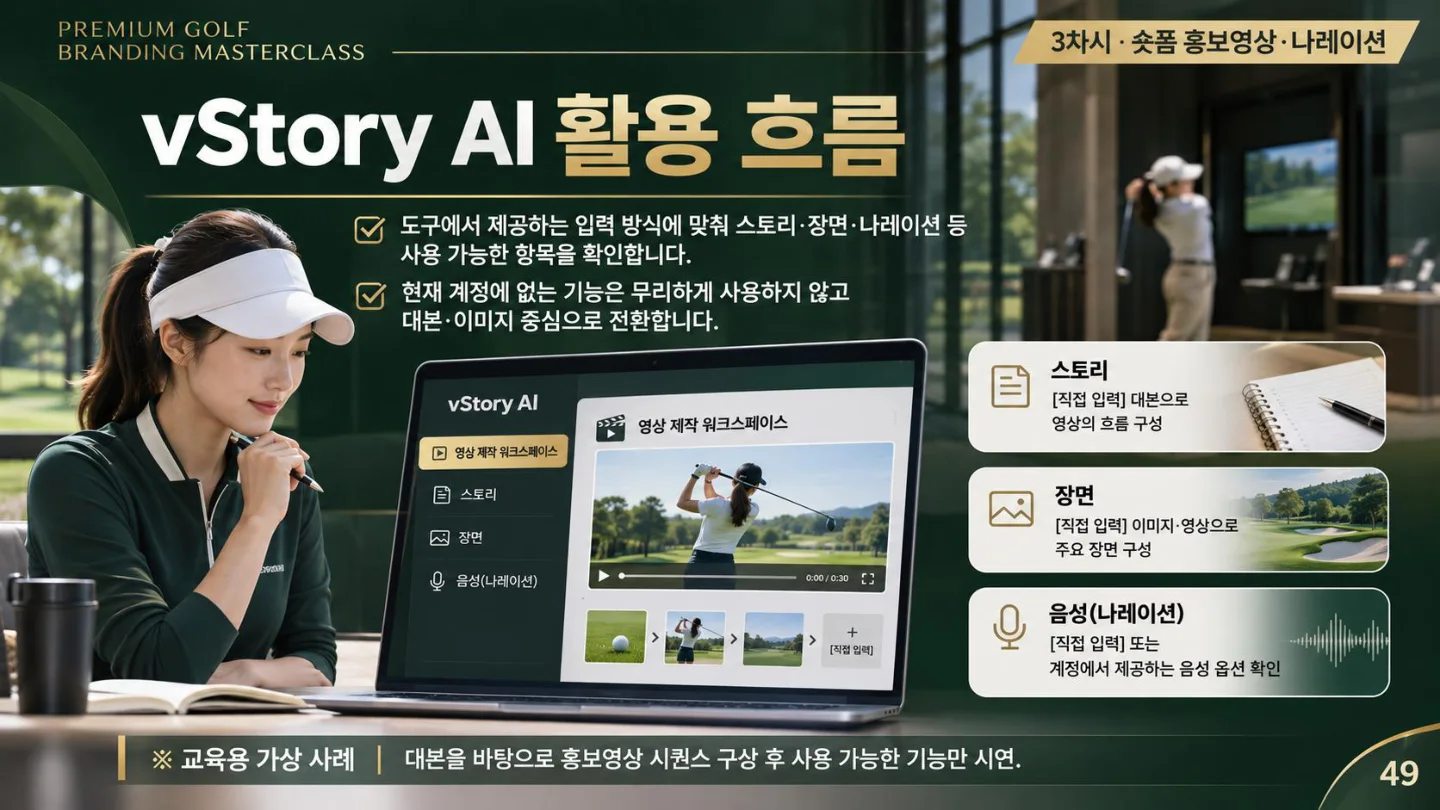 PREMIUM GOLF
BRANDING MASTERCLASS
3차시 · 숏폼 홍보영상·나레이션
vStory AI 활용 흐름
도구에서 제공하는 입력 방식에 맞춰 스토리·장면·나레이션 등
사용 가능한 항목을 확인합니다.
현재 계정에 없는 기능은 무리하게 사용하지 않고
대본·이미지 중심으로 전환합니다.
vStory AI
영상 제작 워크스페이스
스토리
장면
음성(나레이션)
영상 제작 워크스페이스
0:00 / 0:30
+
[직접 입력]
스토리
[직접 입력] 대본으로
영상의 흐름 구성
장면
[직접 입력] 이미지·영상으로
주요 장면 구성
음성(나레이션)
[직접 입력] 또는
계정에서 제공하는 음성 옵션 확인
※ 교육용 가상 사례 | 대본을 바탕으로 홍보영상 시퀀스 구상 후 사용 가능한 기능만 시연.
49